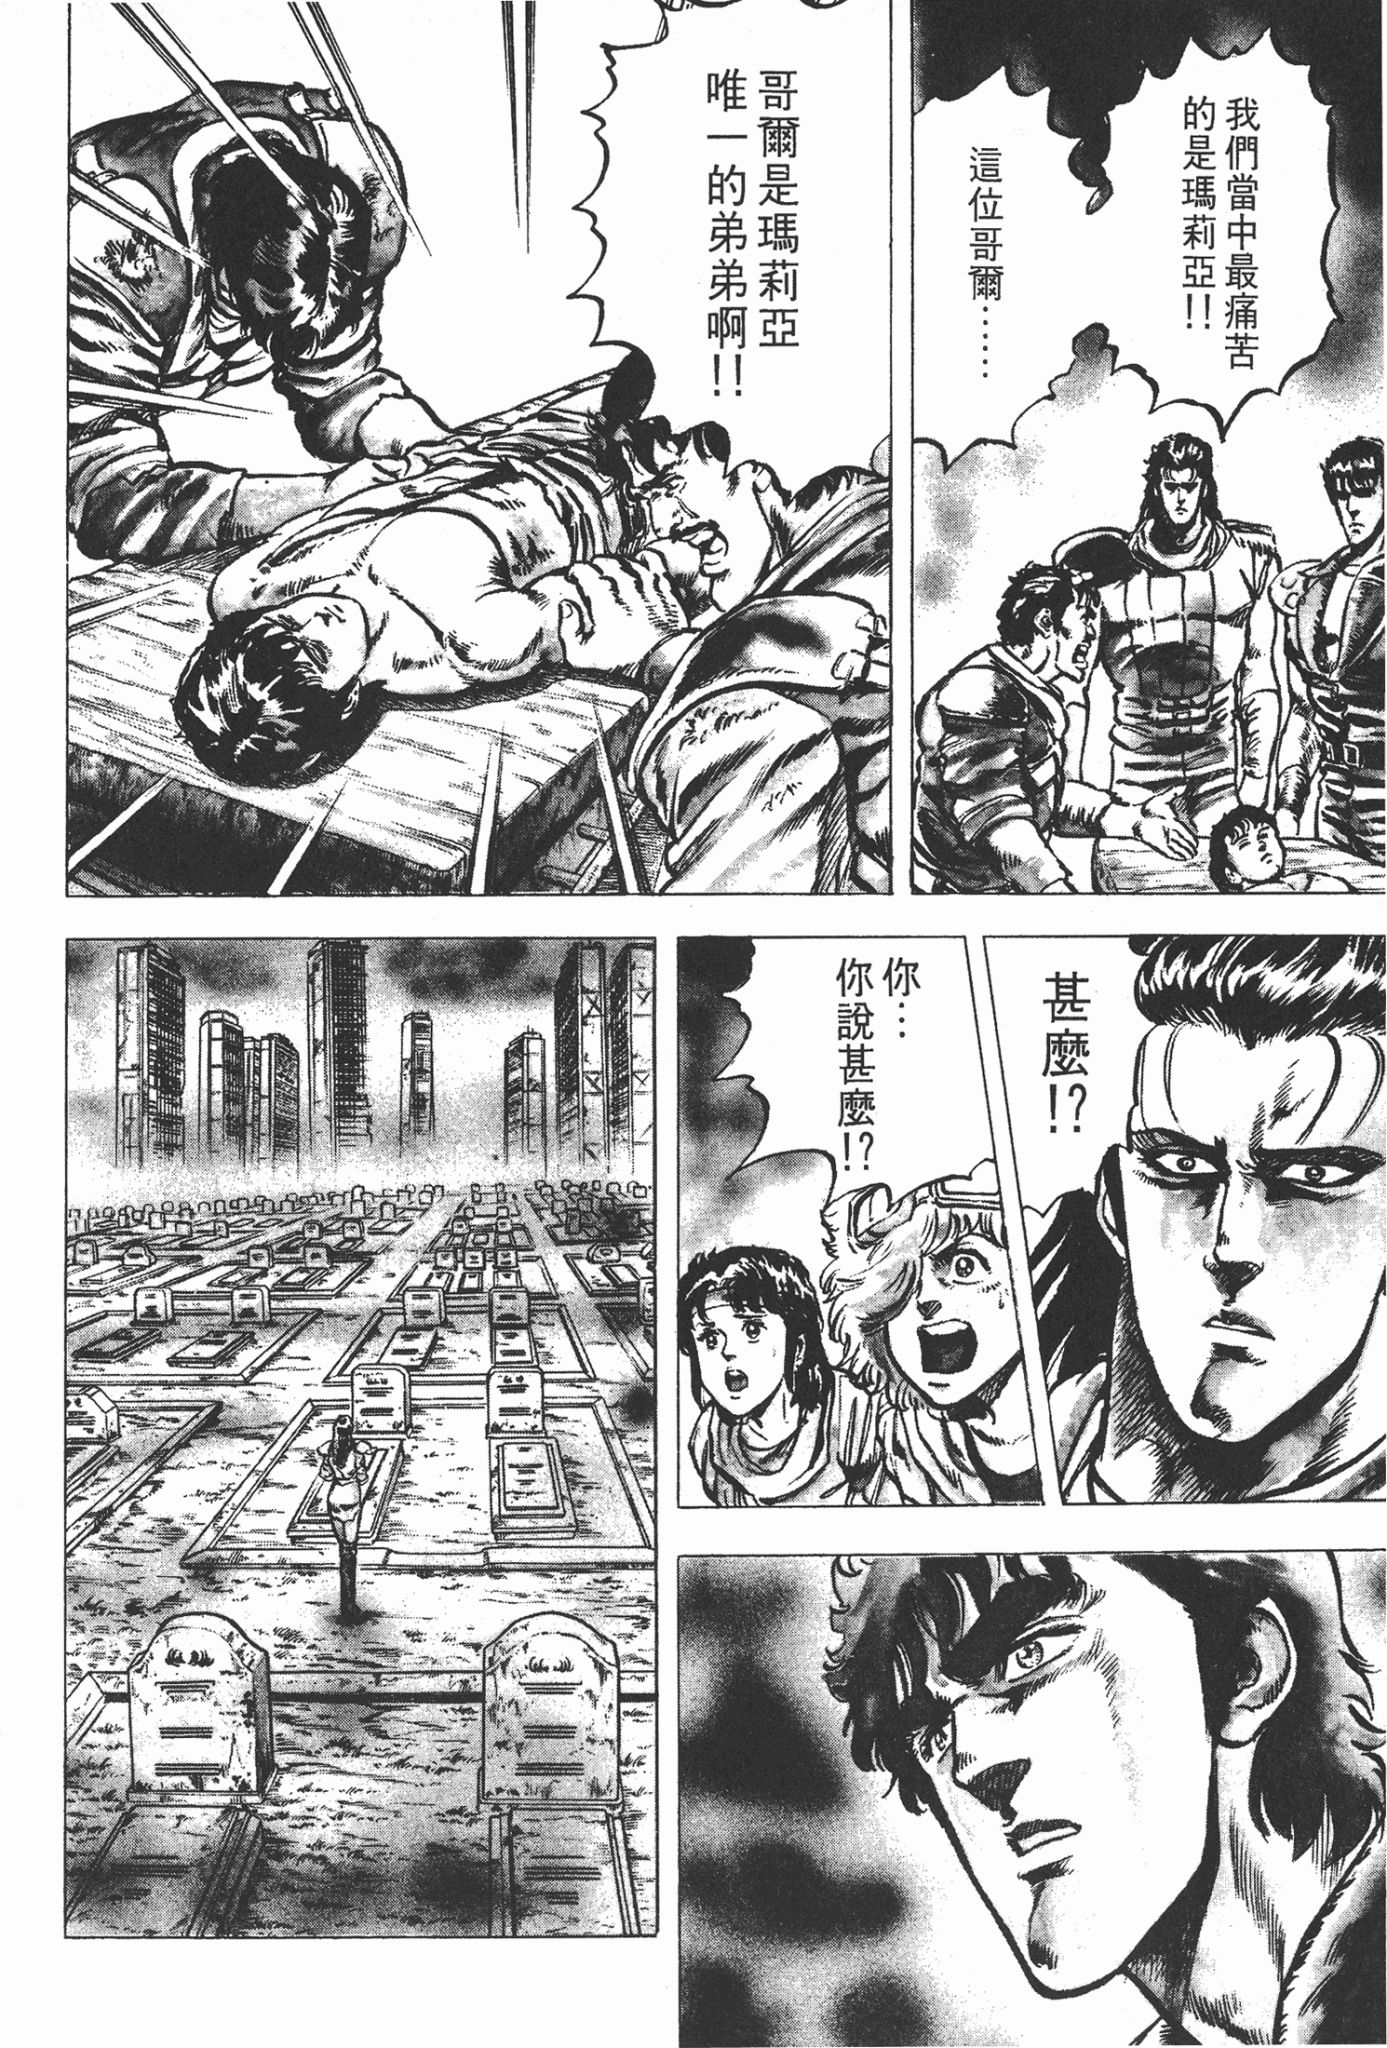 我們當中最痛苦
的是瑪莉亞!!
這位哥爾……
哥爾是瑪莉亞
唯一的弟弟啊!!
甚麼!?
你…
你說甚麼!?